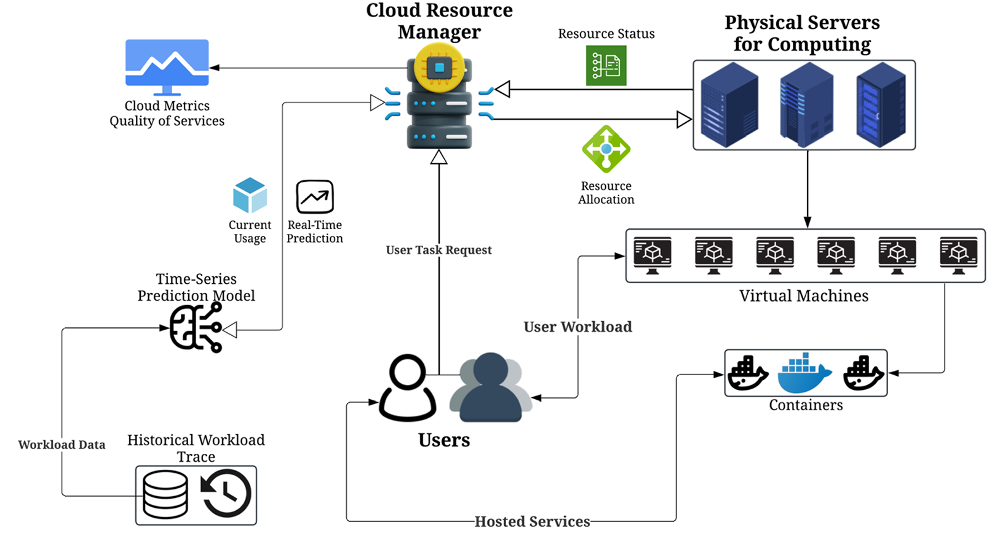 Cloud Resource
Manager
Physical Servers
for Computing
Resource Status
Cloud Metrics
Quality of Services
Resource
Allocation
Current
Usage
Real-Time
Prediction
User Task Request
Time-Series
Prediction Model
Virtual Machines
User Workload
Containers
Users
Workload Data
Historical Workload
Trace
Hosted Services